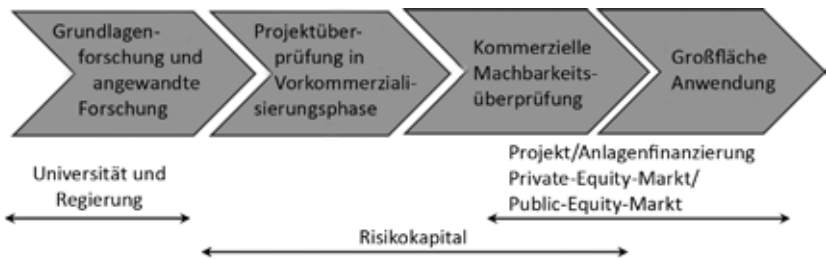 Grundlagen-
forschung und
angewandte
Forschung
Projektüber-
prüfung in
Vorkommerziali-
sierungsphase
Kommerzielle
Machbarkeits-
überprüfung
Großfläche
Anwendung
Universität und
Regierung
Projekt/Anlagenfinanzierung
Private-Equity-Markt/
Public-Equity-Markt
Risikokapital